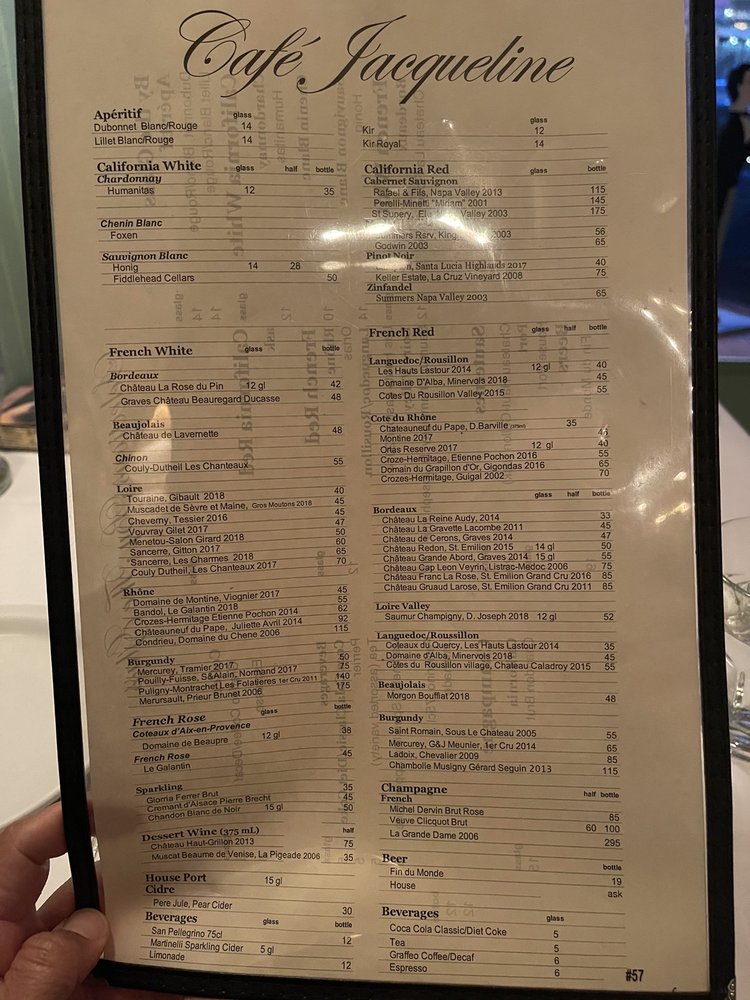 Café Jacqueline
Apéritif glass
Dubonnet Blanc/Rouge 14
Lillet Blanc/Rouge 14
California White glass half bottle
Chardonnay
Humanitas 12 35
Chenin Blanc
Foxen
Sauvignon Blanc
Honig 14 28
Fiddlehead Cellars 50
French White glass bottle
Bordeaux
Château La Rose du Pin 12 gl 42
Graves Château Beauregard Ducasse 48
Beaujolais
Château de Lavernette 48
Chinon
Couly-Dutheil Les Chanteaux 55
Loire
Touraine, Gibault 2018 40
Muscadet de Sèvre et Maine, Gros Moutons 2018 45
Cheverny, Tessier 2016 45
Vouvray Gilet 2017 47
Menetou-Salon Girard 2018 50
Sancerre, Gitton 2017 60
Sancerre, Les Charmes 2018 65
Couly Dutheil, Les Chanteaux 2017 70
Rhône
Domaine de Montine, Viognier 2017 45
Bandol, Le Galantin 2018 55
Crozes-Hermitage Etienne Pochon 2014 62
Châteauneuf du Pape, Juliette Avril 2014 92
Condrieu, Domaine du Chene 2006 115
Burgundy
Mercurey, Tramier 2017 50
Pouilly-Fuisse, S&Alain, Normand 2017 75
Puligny-Montrachet Les Folatieres 1er Cru 2011 140
Merursault, Prieur Brunet 2006 175
French Rose glass bottle
Coteaux d'Aix-en-Provence 38
Domaine de Beaupre 12 gl
French Rose 45
Le Galantin
Sparkling
Glorria Ferrer Brut 35
Cremant d'Alsace Pierre Brecht 45
Chandon Blanc de Noir 15 gl 50
Dessert Wine (375 mL) half
Château Haut-Grillon 2013 75
Muscat Beaume de Venise, La Pigeade 2006 35
House Port 15 gl
Cidre
Pere Jule, Pear Cider 30
Beverages glass bottle
San Pellegrino 75cl 12
Martinelli Sparkling Cider 5 gl
Limonade 12
glass
Kir 12
Kir Royal 14
California Red glass bottle
Cabernet Sauvignon
Rafael & Fils, Napa Valley 2013 115
Perelli-Minetti "Miriam" 2001 145
St Supery, Valley 2003 175
Summers Rsrv, 2003 56
Godwin 2003 65
Pinot Noir
Santa Lucia Highlands 2017 40
Keller Estate, La Cruz Vineyard 2008 75
Zinfandel
Summers Napa Valley 2003 65
French Red glass half bottle
Languedoc/Rousillon
Les Hauts Lastour 2014 12 gl 40
Domaine D'Alba, Minervois 2018 45
Cotes Du Rousillon Valley 2015 55
Cote du Rhône
Chateauneuf du Pape, D.Barville (375ml) 35
Montine 2017 45
Ortas Reserve 2017 12 gl 40
Croze-Hermitage, Etienne Pochon 2016 55
Domain du Grapillon d'Or, Gigondas 2016 65
Crozes-Hermitage, Guigal 2002 70
glass half bottle
Bordeaux
Château La Reine Audy, 2014 33
Château La Gravette Lacombe 2011 45
Château de Cerons, Graves 2014 47
Château Redon, St. Emilion 2015 14 gl 50
Château Grande Abord, Graves 2014 15 gl 55
Château Cap Leon Veyrin, Listrac-Medoc 2006 75
Château Franc La Rose, St. Emilion Grand Cru 2016 85
Château Gruaud Larose, St. Emilion Grand Cru 2011 85
Loire Valley
Saumur Champigny, D. Joseph 2018 12 gl 52
Languedoc/Roussillon
Coteaux du Quercy, Les Hauts Lastour 2014 35
Domaine d'Alba, Minervois 2018 45
Côtes du Rousillon village, Chateau Caladroy 2015 55
Beaujolais
Morgon Bouffiat 2018 48
Burgundy
Saint Romain, Sous Le Chateau 2005 55
Mercurey, G&J Meunier, 1er Cru 2014 65
Ladoix, Chevalier 2009 85
Chambolle Musigny Gérard Seguin 2013 115
Champagne
French half bottle
Michel Dervin Brut Rose 85
Veuve Clicquot Brut 60 100
La Grande Dame 2006 295
Beer bottle
Fin du Monde 19
House ask
Beverages glass
Coca Cola Classic/Diet Coke 5
Tea 5
Graffeo Coffee/Decaf 6
Espresso 6
#57